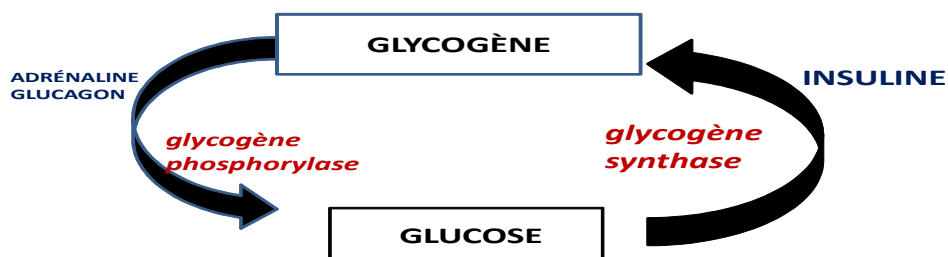 GLYCOGÈNE
ADRÉNALINE
GLUCAGON
INSULINE
glycogène
phosphorylase
glycogène
synthase
GLUCOSE